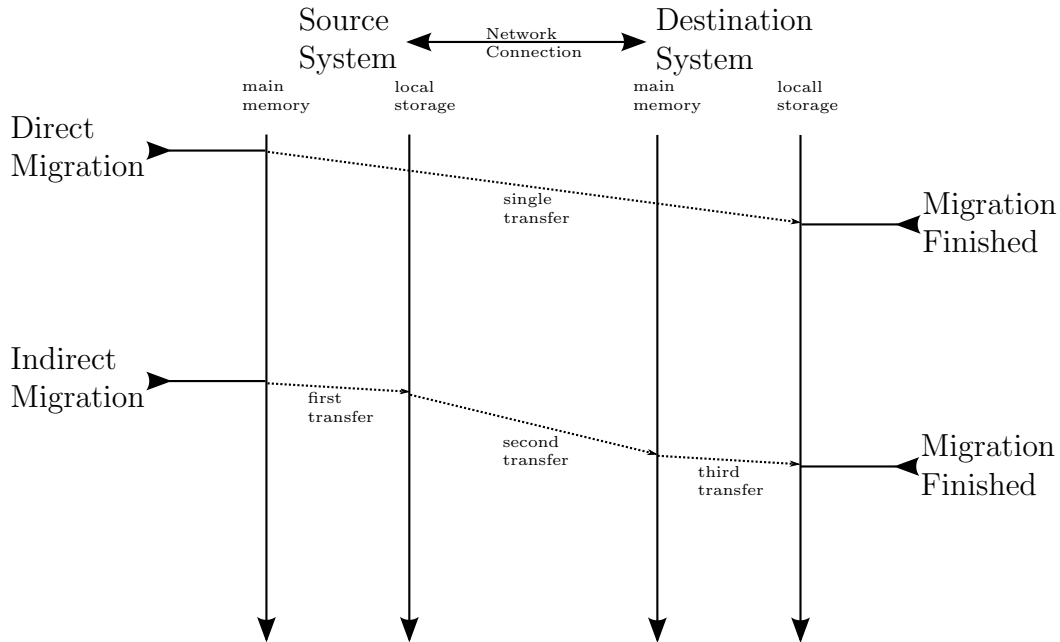 Source
System
Network
Connection
Destination
System
main
memory
local
storage
main
memory
locall
storage
Direct
Migration
single
transfer
Migration
Finished
Indirect
Migration
first
transfer
second
transfer
third
transfer
Migration
Finished